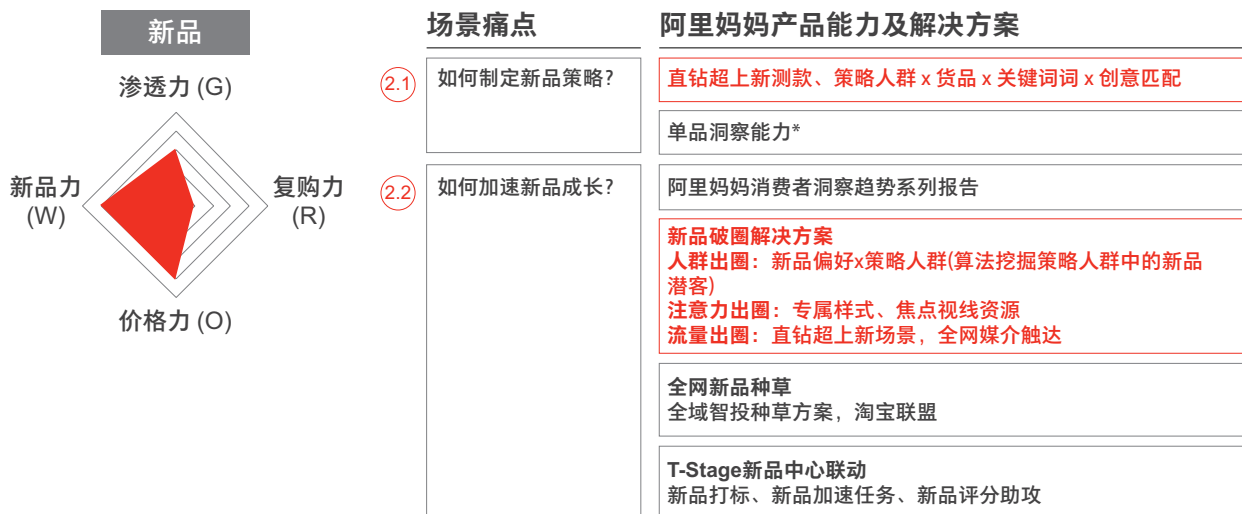 新品
渗透力 (G)
新品力
(W)
复购力
(R)
价格力 (O)
场景痛点
阿里妈妈产品能力及解决方案
2.1
如何制定新品策略?
直钻超上新测款、策略人群 x 货品 x 关键词词 x 创意匹配
单品洞察能力*
2.2
如何加速新品成长?
阿里妈妈消费者洞察趋势系列报告
新品破圈解决方案
人群出圈：新品偏好x策略人群(算法挖掘策略人群中的新品
潜客)
注意力出圈：专属样式、焦点视线资源
流量出圈：直钻超上新场景，全网媒介触达
全网新品种草
全域智投种草方案，淘宝联盟
T-Stage新品中心联动
新品打标、新品加速任务、新品评分助攻